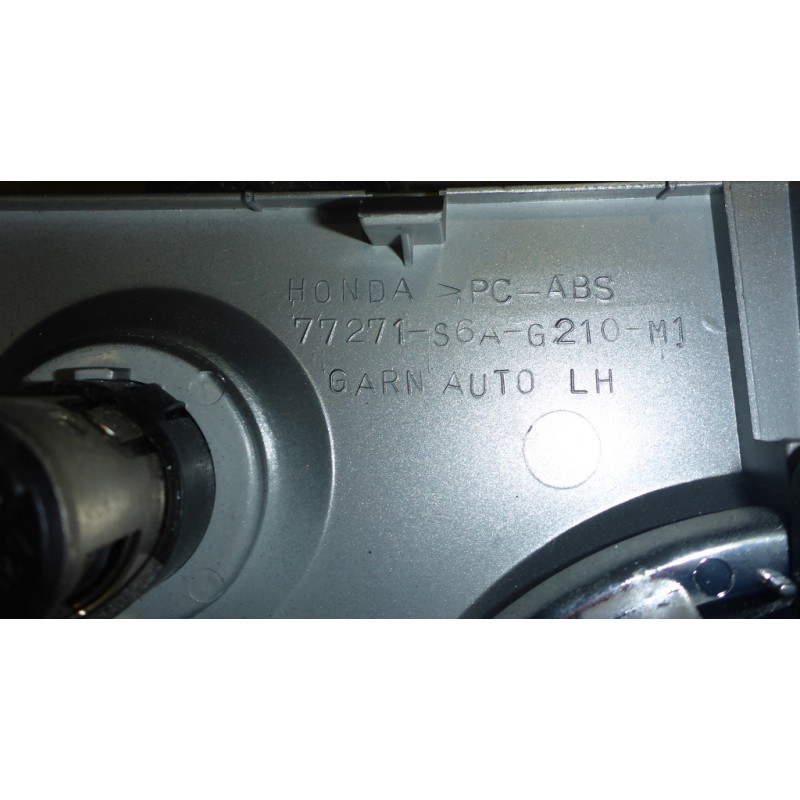 HONDA >PC-ABS
77271-S6A-G210-M1
GARN AUTO LH